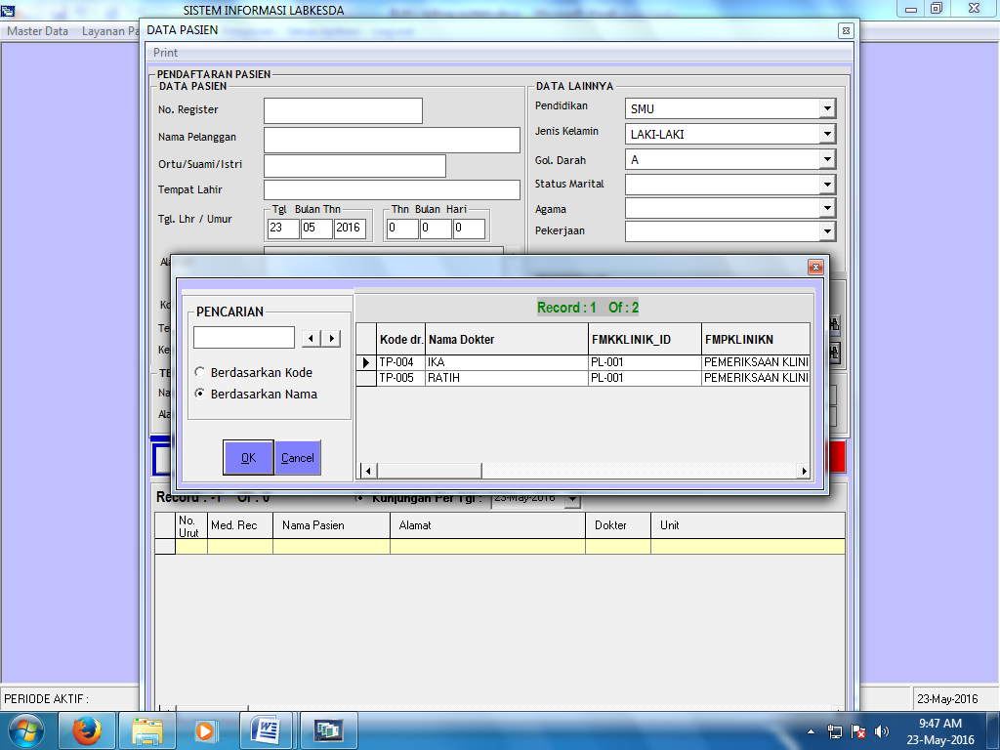 SISTEM INFORMASI LABKESDA
Master Data Layanan Pa
DATA PASIEN
Print
PENDAFTARAN PASIEN
DATA PASIEN
No. Register
Nama Pelanggan
Ortu/Suami/Istri
Tempat Lahir
Tgl. Lhr / Umur
Tgl Bulan Thn
23 05 2016
Thn Bulan Hari
0 0 0
DATA LAINNYA
Pendidikan SMU
Jenis Kelamin LAKI-LAKI
Gol. Darah A
Status Marital
Agama
Pekerjaan
PENCARIAN
Berdasarkan Kode
Berdasarkan Nama
OK Cancel
Record : 1 Of : 2
Kode dr. Nama Dokter FMKKLINIK_ID FMPKLINIKN
TP-004 IKA PL-001 PEMERIKSAAN KLINI
TP-005 RATIH PL-001 PEMERIKSAAN KLINI
Record : -1 Of : 0 Kunjungan Per Tgl : 23-May-2016
No. Urut Med. Rec Nama Pasien Alamat Dokter Unit
PERIODE AKTIF : 23-May-2016
9:47 AM
23-May-2016